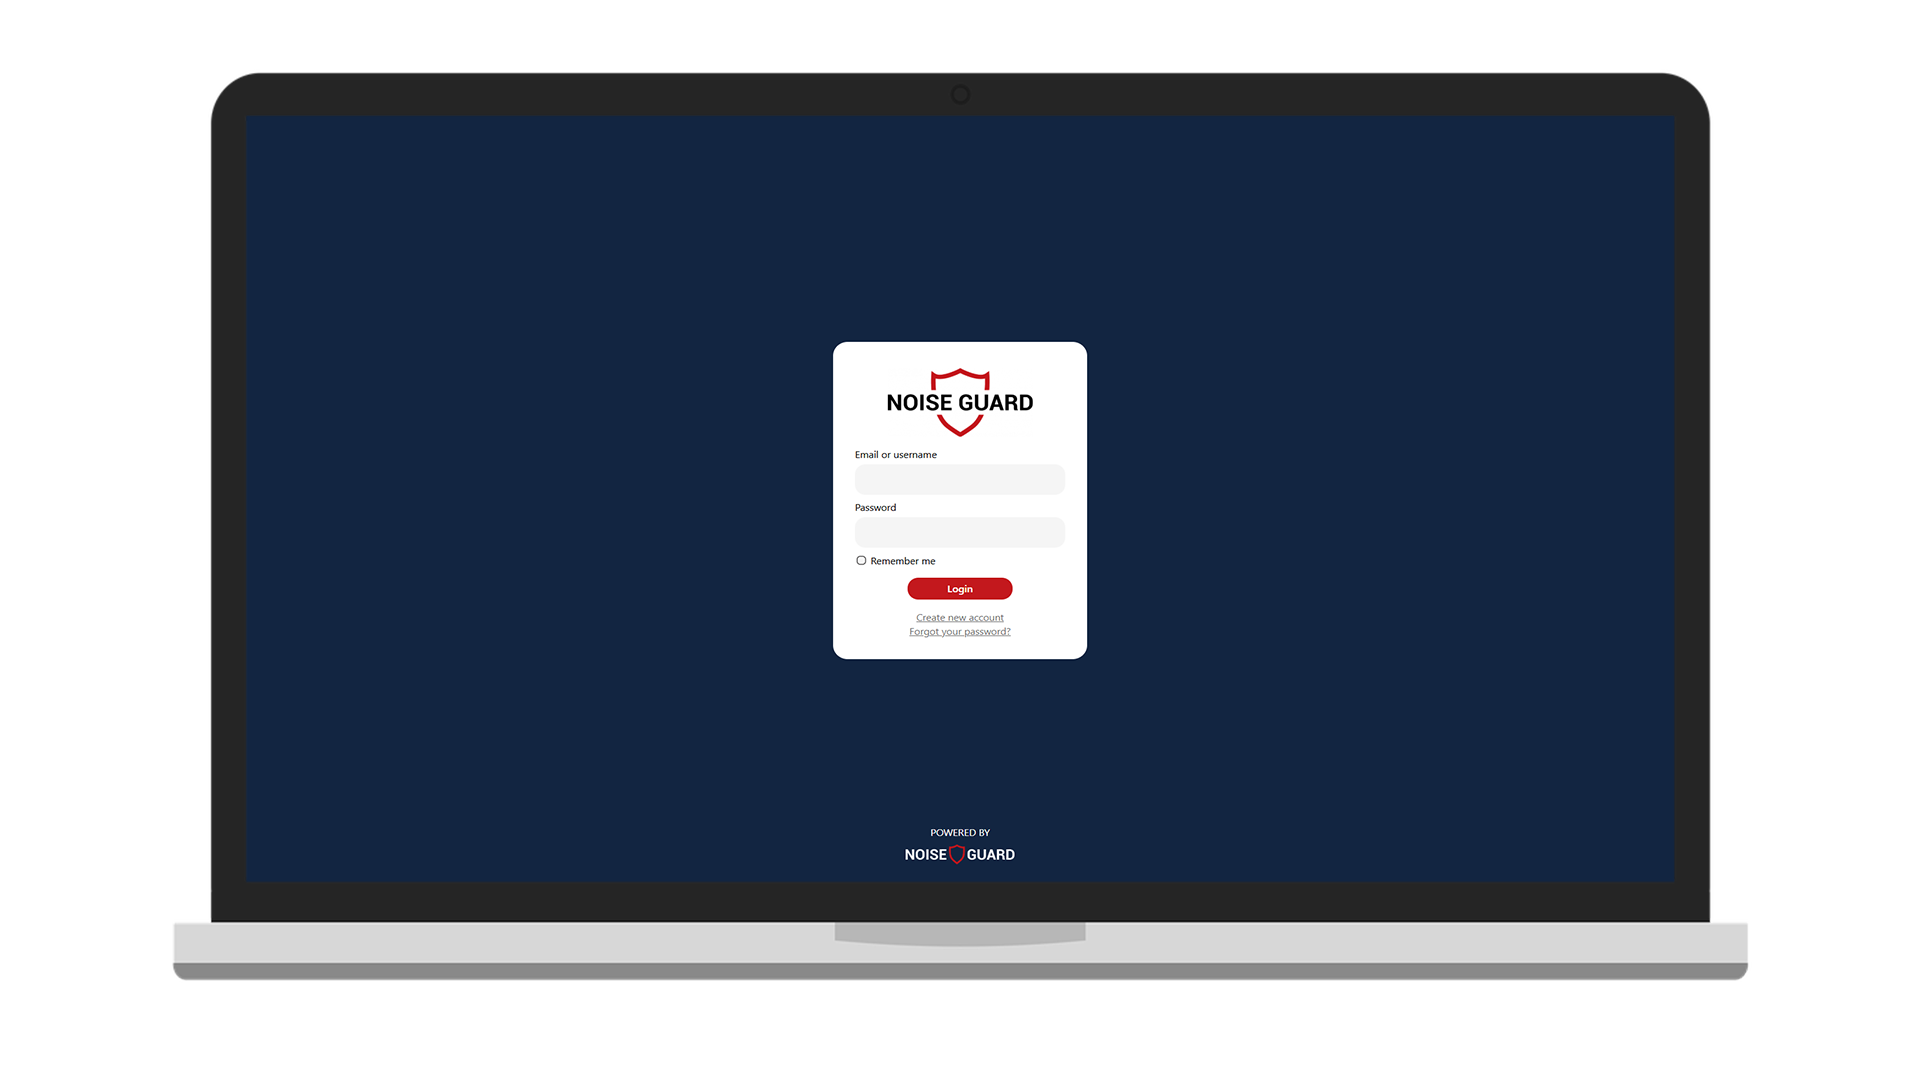 NOISE GUARD
Email or username
Password
Remember me
Login
Create new account
Forgot your password?
POWERED BY
NOISE GUARD